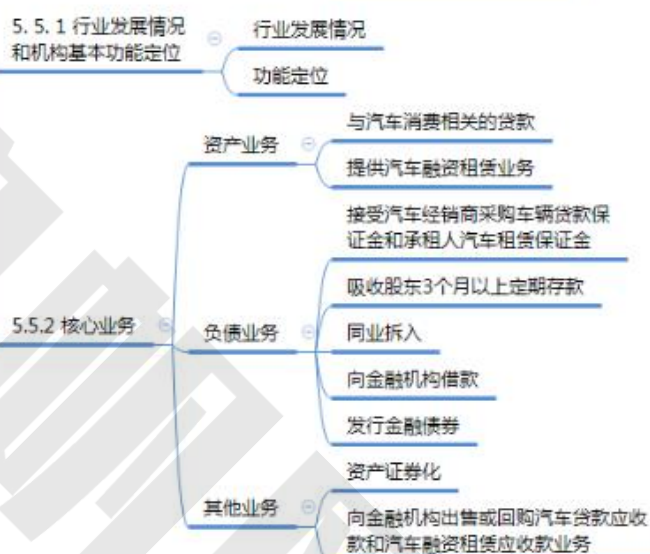 5. 5. 1 行业发展情况
和机构基本功能定位
行业发展情况
功能定位
5.5.2 核心业务
资产业务
与汽车消费相关的贷款
提供汽车融资租赁业务
负债业务
接受汽车经销商采购车辆贷款保
证金和承租人汽车租赁保证金
吸收股东3个月以上定期存款
同业拆入
向金融机构借款
发行金融债券
其他业务
资产证券化
向金融机构出售或回购汽车贷款应收
款和汽车融资租赁应收款业务